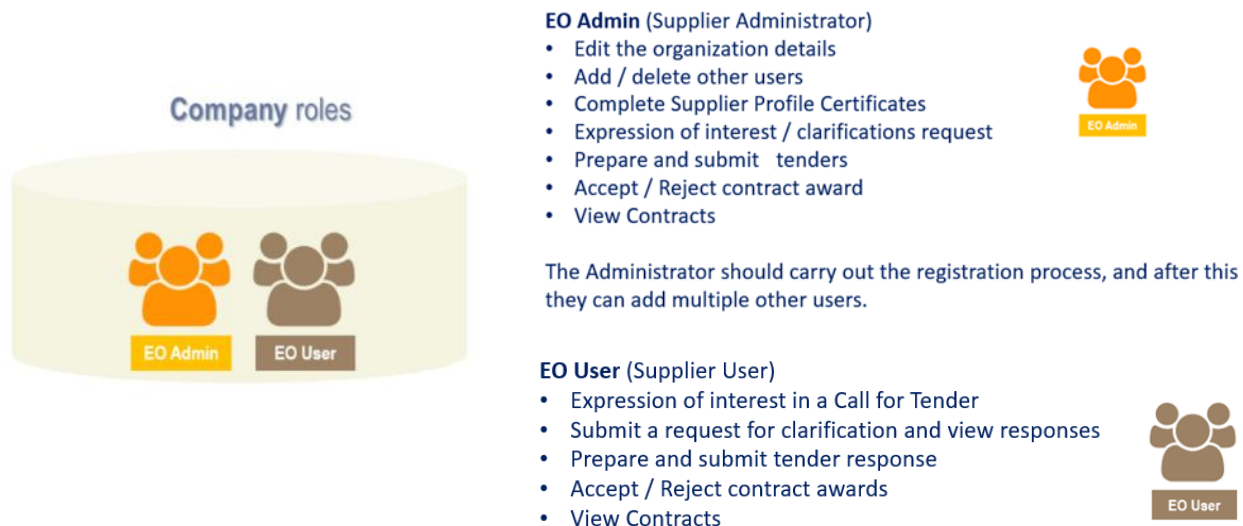 Company roles
EO Admin
EO User
EO Admin (Supplier Administrator)
• Edit the organization details
• Add / delete other users
• Complete Supplier Profile Certificates
• Expression of interest / clarifications request
• Prepare and submit tenders
• Accept / Reject contract award
• View Contracts
EO Admin
The Administrator should carry out the registration process, and after this
they can add multiple other users.
EO User (Supplier User)
• Expression of interest in a Call for Tender
• Submit a request for clarification and view responses
• Prepare and submit tender response
• Accept / Reject contract awards
• View Contracts
EO User